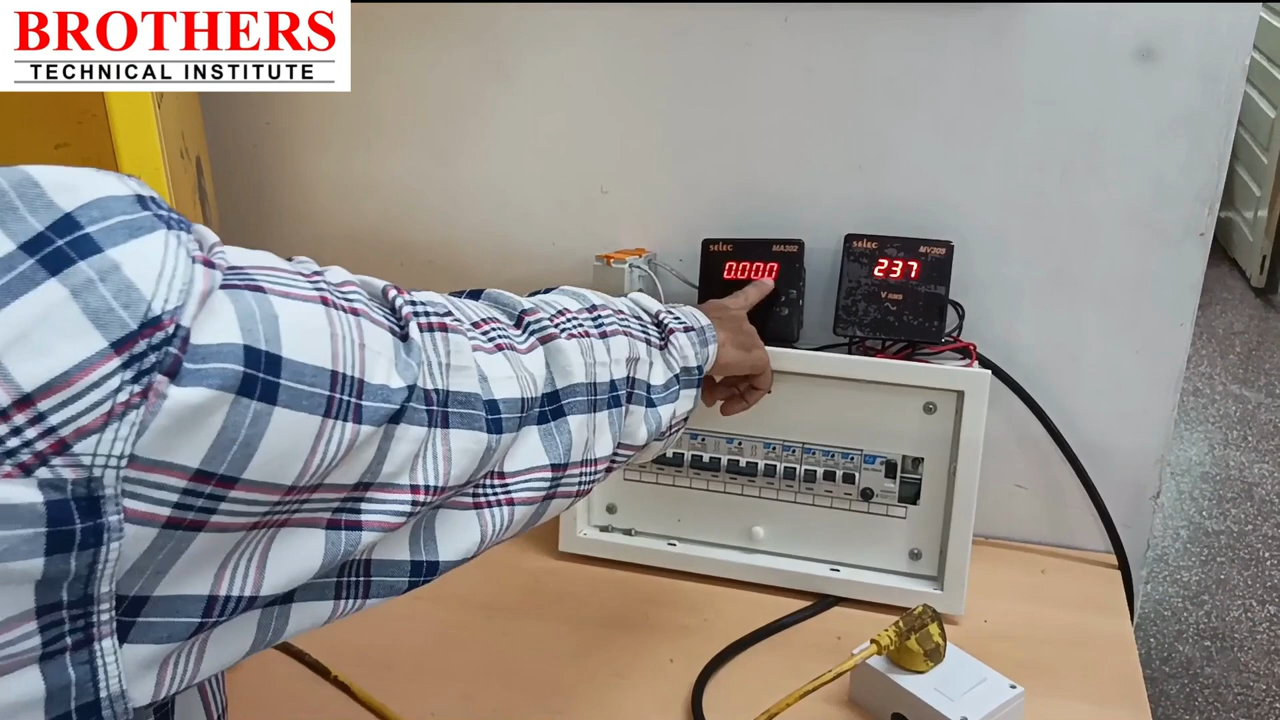 BROTHERS
TECHNICAL INSTITUTE
selec MA302
0.000
selec MV305
237
V RMS